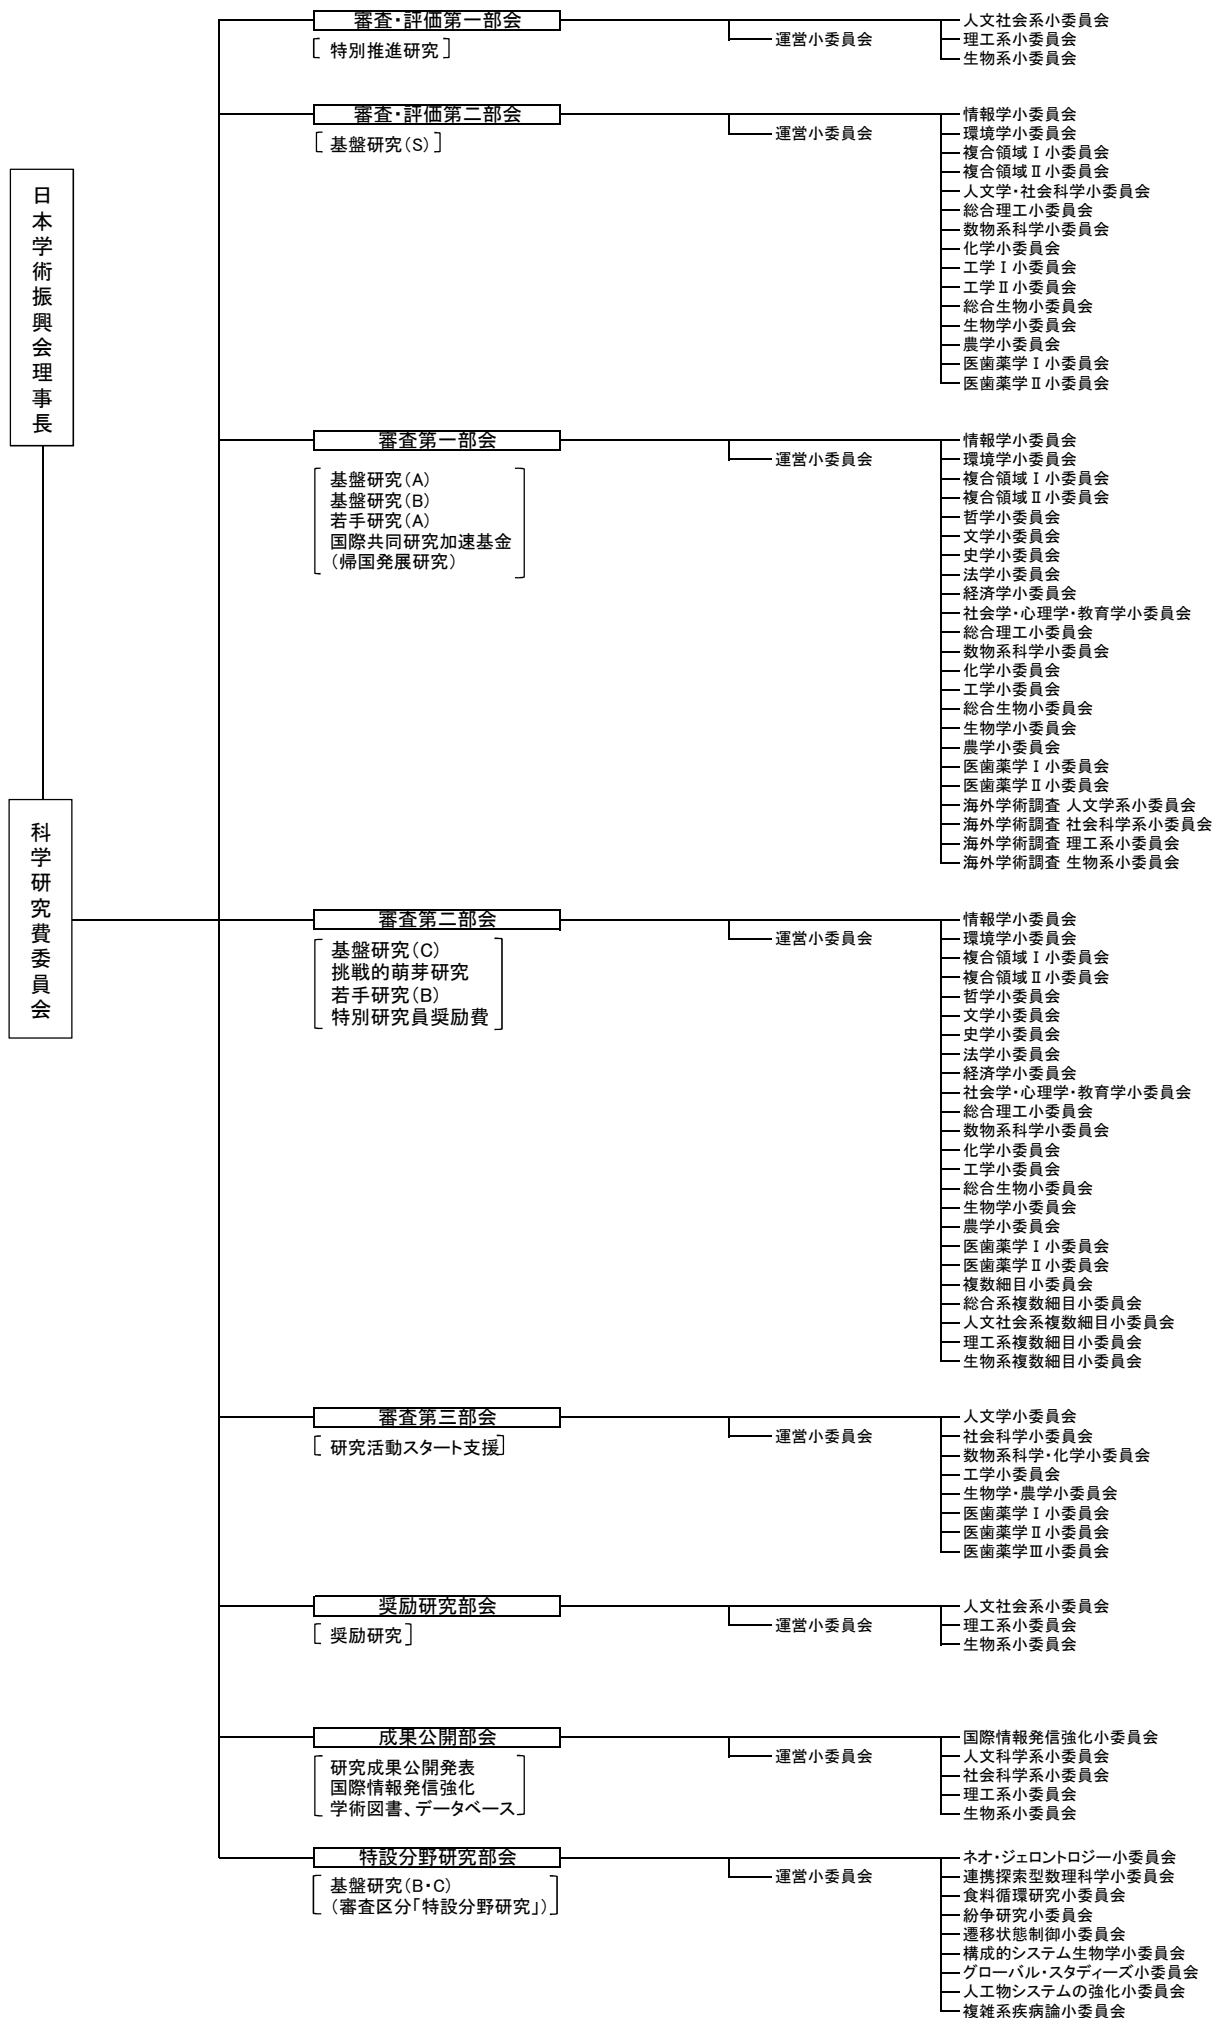 日本学術振興会理事長
科学研究費委員会
審査・評価第一部会
[ 特別推進研究 ]
運営小委員会
人文社会系小委員会
理工系小委員会
生物系小委員会
審査・評価第二部会
[ 基盤研究(S) ]
運営小委員会
情報学小委員会
環境学小委員会
複合領域Ⅰ小委員会
複合領域Ⅱ小委員会
人文学・社会科学小委員会
総合理工小委員会
数物系科学小委員会
化学小委員会
工学Ⅰ小委員会
工学Ⅱ小委員会
総合生物小委員会
生物学小委員会
農学小委員会
医歯薬学Ⅰ小委員会
医歯薬学Ⅱ小委員会
審査第一部会
基盤研究(A)
基盤研究(B)
若手研究(A)
国際共同研究加速基金
(帰国発展研究)
運営小委員会
情報学小委員会
環境学小委員会
複合領域Ⅰ小委員会
複合領域Ⅱ小委員会
哲学小委員会
文学小委員会
史学小委員会
法学小委員会
経済学小委員会
社会学・心理学・教育学小委員会
総合理工小委員会
数物系科学小委員会
化学小委員会
工学小委員会
総合生物小委員会
生物学小委員会
農学小委員会
医歯薬学Ⅰ小委員会
医歯薬学Ⅱ小委員会
海外学術調査 人文学系小委員会
海外学術調査 社会科学系小委員会
海外学術調査 理工系小委員会
海外学術調査 生物系小委員会
審査第二部会
基盤研究(C)
挑戦的萌芽研究
若手研究(B)
特別研究員奨励費
運営小委員会
情報学小委員会
環境学小委員会
複合領域Ⅰ小委員会
複合領域Ⅱ小委員会
哲学小委員会
文学小委員会
史学小委員会
法学小委員会
経済学小委員会
社会学・心理学・教育学小委員会
総合理工小委員会
数物系科学小委員会
化学小委員会
工学小委員会
総合生物小委員会
生物学小委員会
農学小委員会
医歯薬学Ⅰ小委員会
医歯薬学Ⅱ小委員会
複数細目小委員会
総合系複数細目小委員会
人文社会系複数細目小委員会
理工系複数細目小委員会
生物系複数細目小委員会
審査第三部会
[ 研究活動スタート支援]
運営小委員会
人文学小委員会
社会科学小委員会
数物系科学・化学小委員会
工学小委員会
生物学・農学小委員会
医歯薬学Ⅰ小委員会
医歯薬学Ⅱ小委員会
医歯薬学Ⅲ小委員会
奨励研究部会
[ 奨励研究 ]
運営小委員会
人文社会系小委員会
理工系小委員会
生物系小委員会
成果公開部会
研究成果公開発表
国際情報発信強化
学術図書、データベース
運営小委員会
国際情報発信強化小委員会
人文科学系小委員会
社会科学系小委員会
理工系小委員会
生物系小委員会
特設分野研究部会
基盤研究(B・C)
(審査区分「特設分野研究」)
運営小委員会
ネオ・ジェロントロジー小委員会
連携探索型数理科学小委員会
食料循環研究小委員会
紛争研究小委員会
遷移状態制御小委員会
構成的システム生物学小委員会
グローバル・スタディーズ小委員会
人工物システムの強化小委員会
複雑系疾病論小委員会